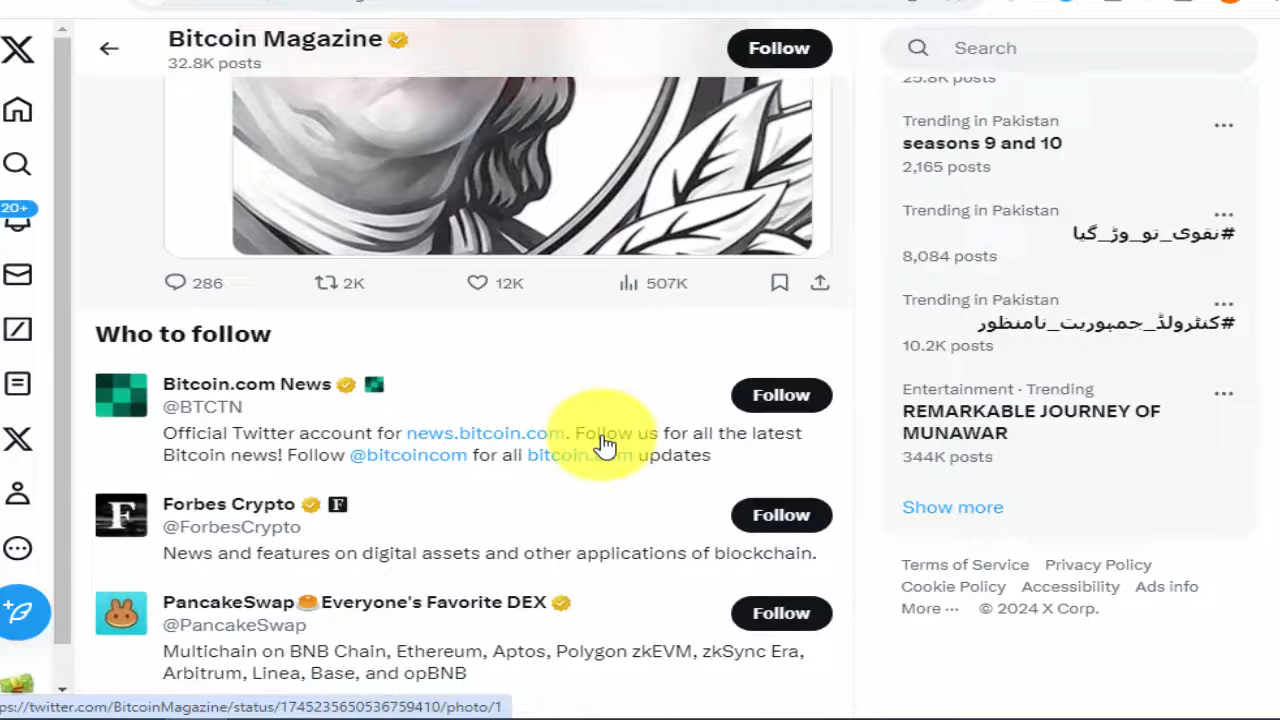 Bitcoin Magazine
32.8K posts
Follow
Search
25.8K posts
Trending in Pakistan
seasons 9 and 10
2,165 posts
Trending in Pakistan
#نقوی_تو_وڑ_گیا
8,084 posts
Trending in Pakistan
#کنٹرولڈ_جمہوریت_نامنظور
10.2K posts
Entertainment · Trending
REMARKABLE JOURNEY OF
MUNAWAR
344K posts
Show more
Terms of Service Privacy Policy
Cookie Policy Accessibility Ads info
More ··· © 2024 X Corp.
20+
286 2K 12K 507K
Who to follow
Bitcoin.com News
@BTCTN
Follow
Official Twitter account for news.bitcoin.com. Follow us for all the latest
Bitcoin news! Follow @bitcoincom for all bitcoin.com updates
Forbes Crypto
@ForbesCrypto
Follow
News and features on digital assets and other applications of blockchain.
PancakeSwap🥞Everyone's Favorite DEX
@PancakeSwap
Follow
Multichain on BNB Chain, Ethereum, Aptos, Polygon zkEVM, zkSync Era,
Arbitrum, Linea, Base, and opBNB
ps://twitter.com/BitcoinMagazine/status/1745235650536759410/photo/1